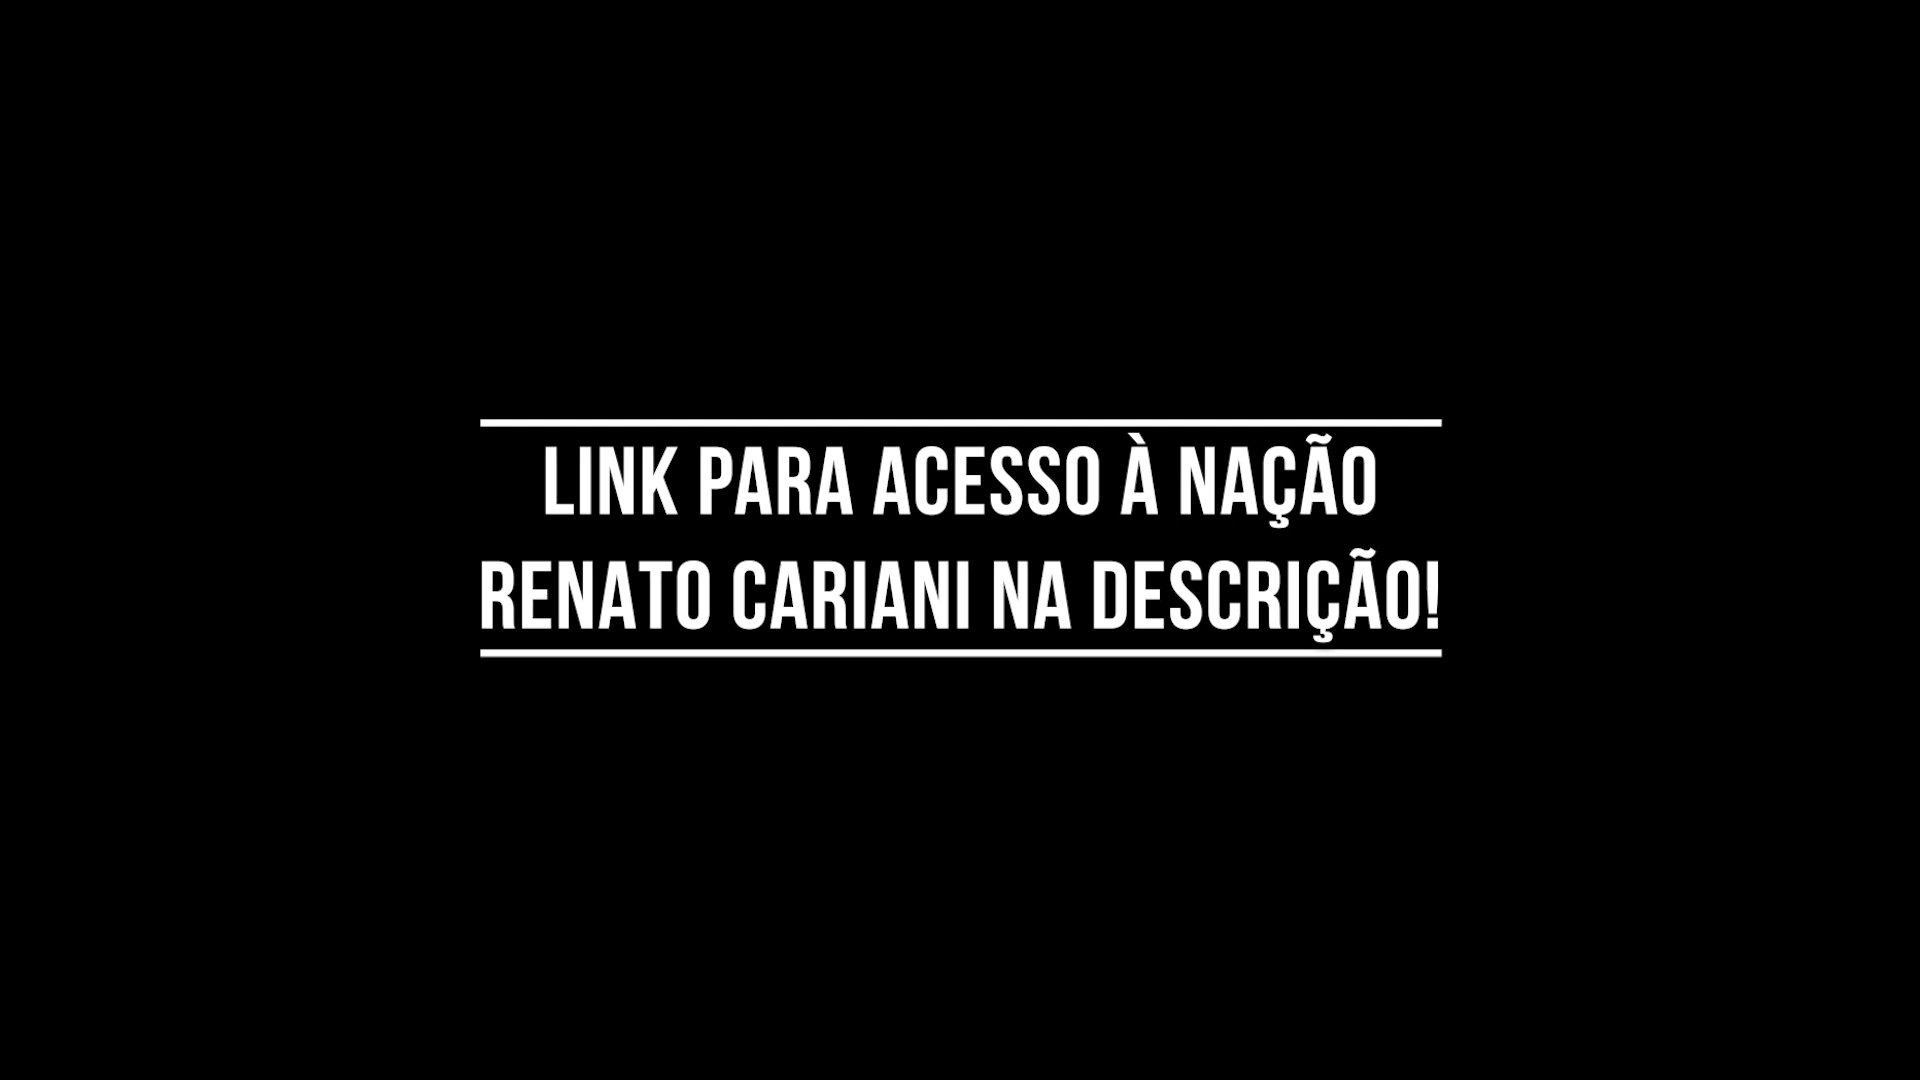 LINK PARA ACESSO À NAÇÃO
RENATO CARIANI NA DESCRIÇÃO!